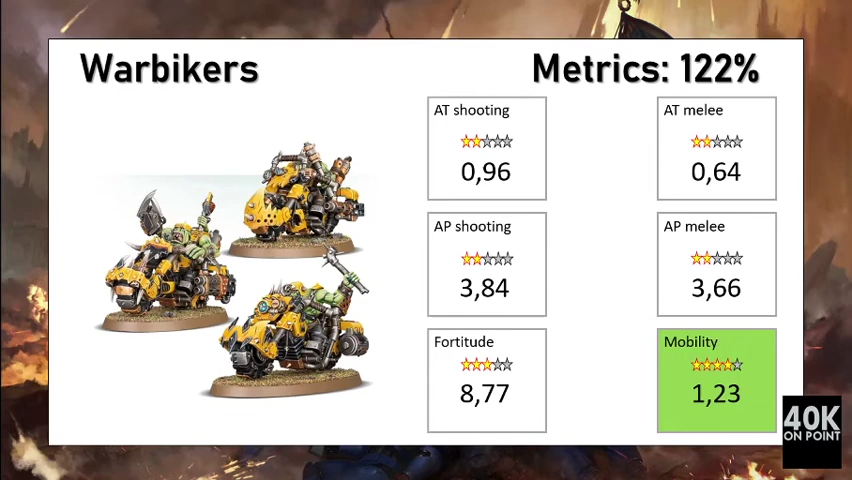 Warbikers
Metrics: 122%
AT shooting
0,96
AT melee
0,64
AP shooting
3,84
AP melee
3,66
Fortitude
8,77
Mobility
1,23
40K
ON POINT